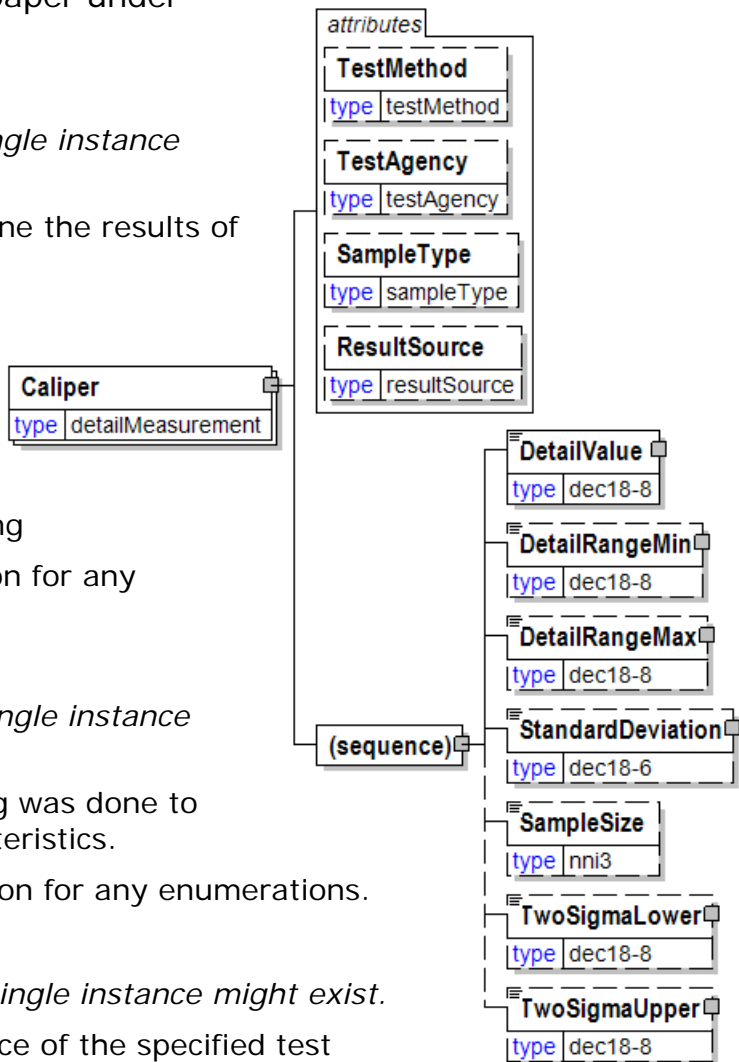 paper under
ngle instance
ne the results of
ng
on for any
ngle instance
g was done to
teristics.
on for any enumerations.
ingle instance might exist.
ce of the specified test
Caliper
type detailMeasurement
attributes
TestMethod
type testMethod
TestAgency
type testAgency
SampleType
type sampleType
ResultSource
type resultSource
(sequence)
DetailValue
type dec18-8
DetailRangeMin
type dec18-8
DetailRangeMax
type dec18-8
StandardDeviation
type dec18-6
SampleSize
type nni3
TwoSigmaLower
type dec18-8
TwoSigmaUpper
type dec18-8